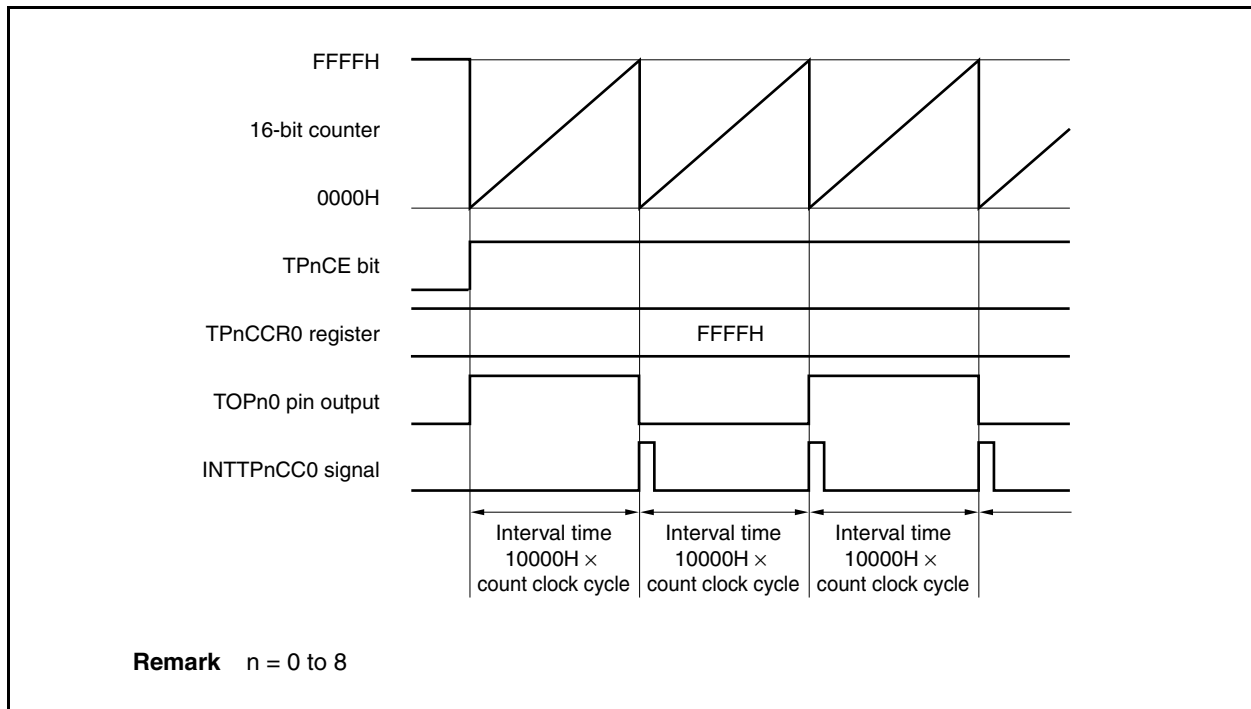 FFFFH
16-bit counter
0000H
TPnCE bit
TPnCCR0 register
FFFFH
TOPn0 pin output
INTTPnCC0 signal
Interval time
10000H ×
count clock cycle
Interval time
10000H ×
count clock cycle
Interval time
10000H ×
count clock cycle
Remark n = 0 to 8